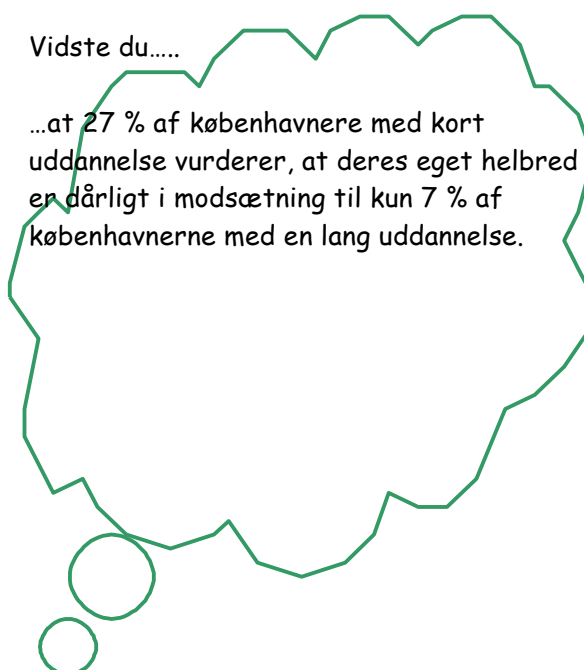 Vidste du…..
…at 27 % af københavnere med kort
uddannelse vurderer, at deres eget helbred
er dårligt i modsætning til kun 7 % af
københavnerne med en lang uddannelse.